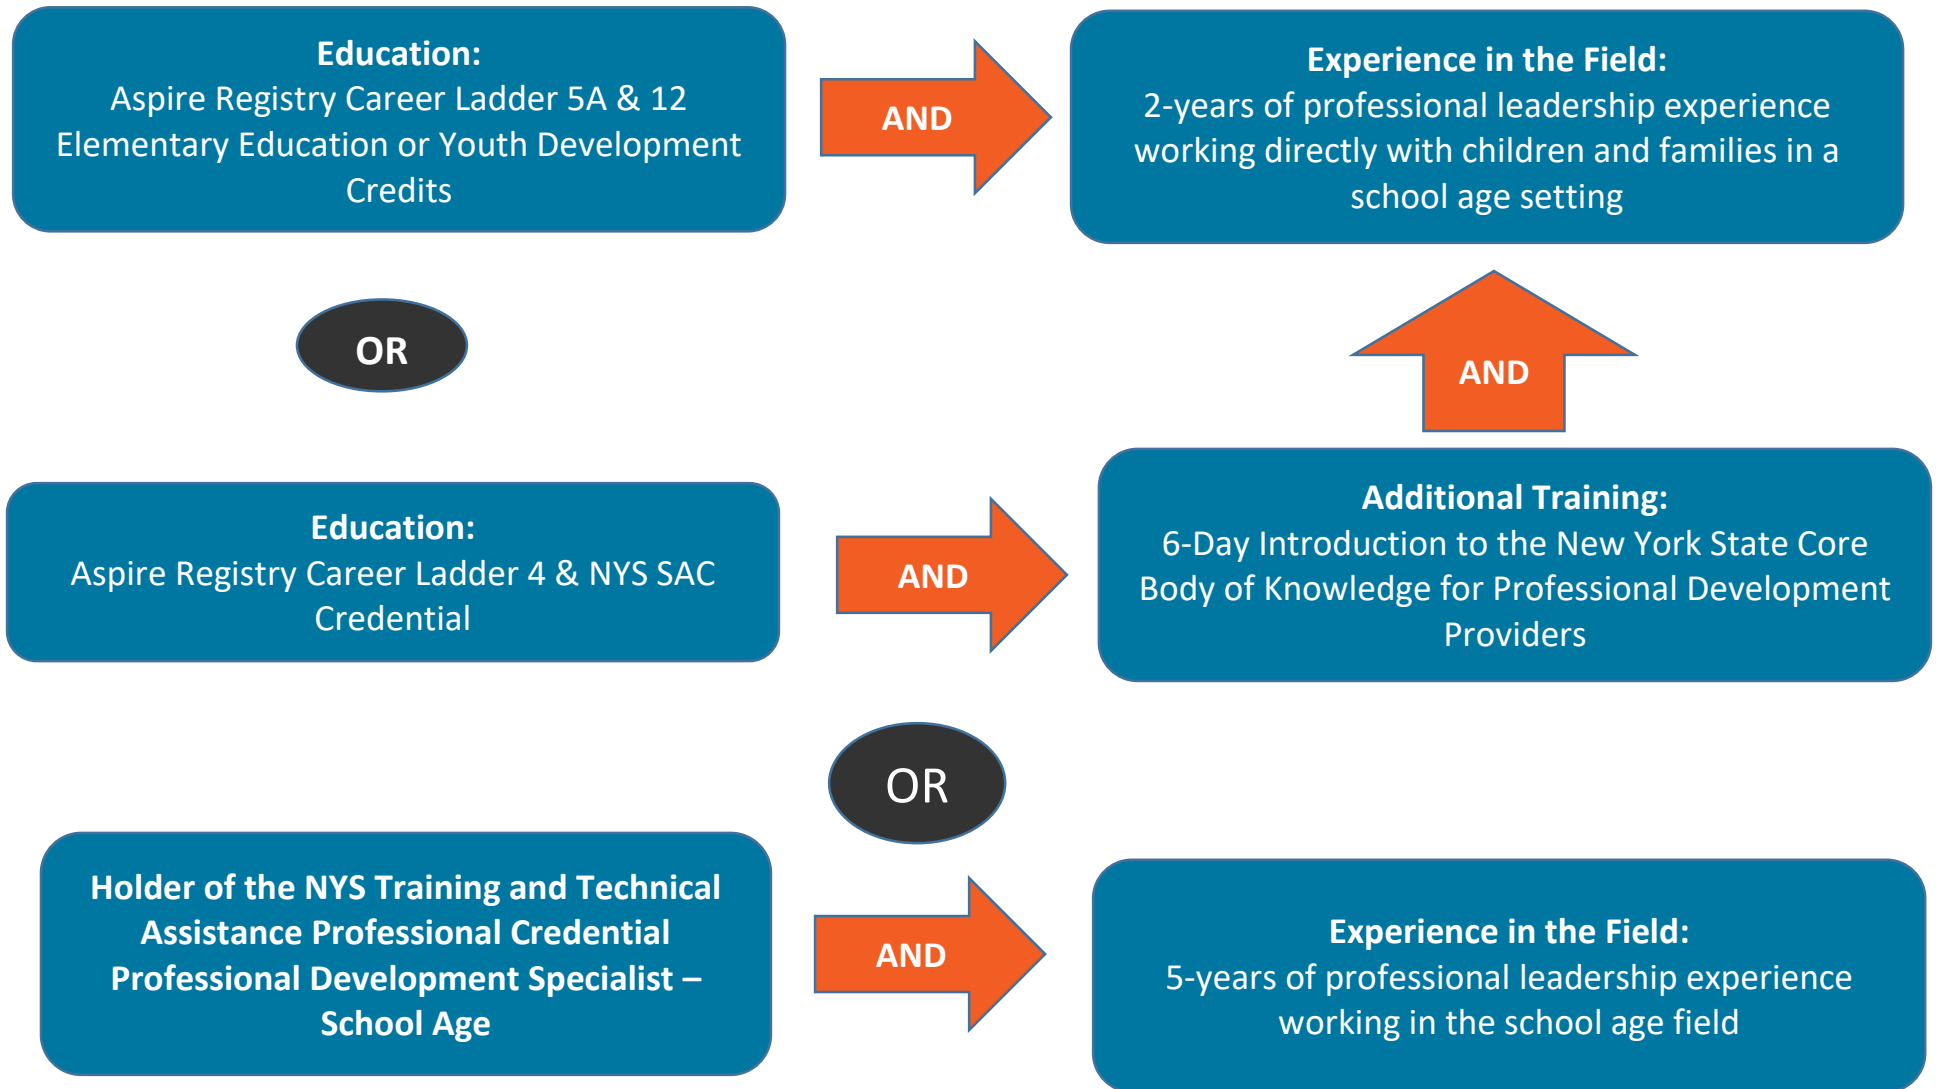 Education:
Aspire Registry Career Ladder 5A & 12
Elementary Education or Youth Development
Credits
AND
Experience in the Field:
2-years of professional leadership experience
working directly with children and families in a
school age setting
OR
AND
Education:
Aspire Registry Career Ladder 4 & NYS SAC
Credential
AND
Additional Training:
6-Day Introduction to the New York State Core
Body of Knowledge for Professional Development
Providers
OR
Holder of the NYS Training and Technical
Assistance Professional Credential
Professional Development Specialist –
School Age
AND
Experience in the Field:
5-years of professional leadership experience
working in the school age field